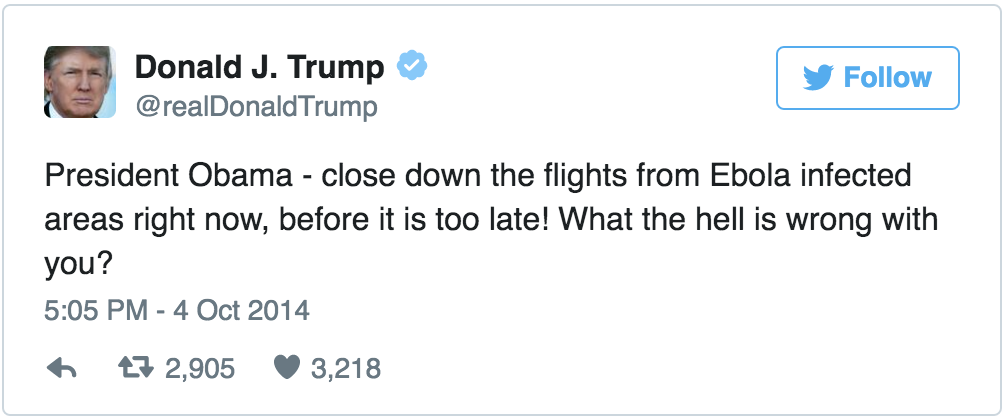 Donald J. Trump
@realDonaldTrump
Follow
President Obama - close down the flights from Ebola infected
areas right now, before it is too late! What the hell is wrong with
you?
5:05 PM - 4 Oct 2014
2,905 3,218